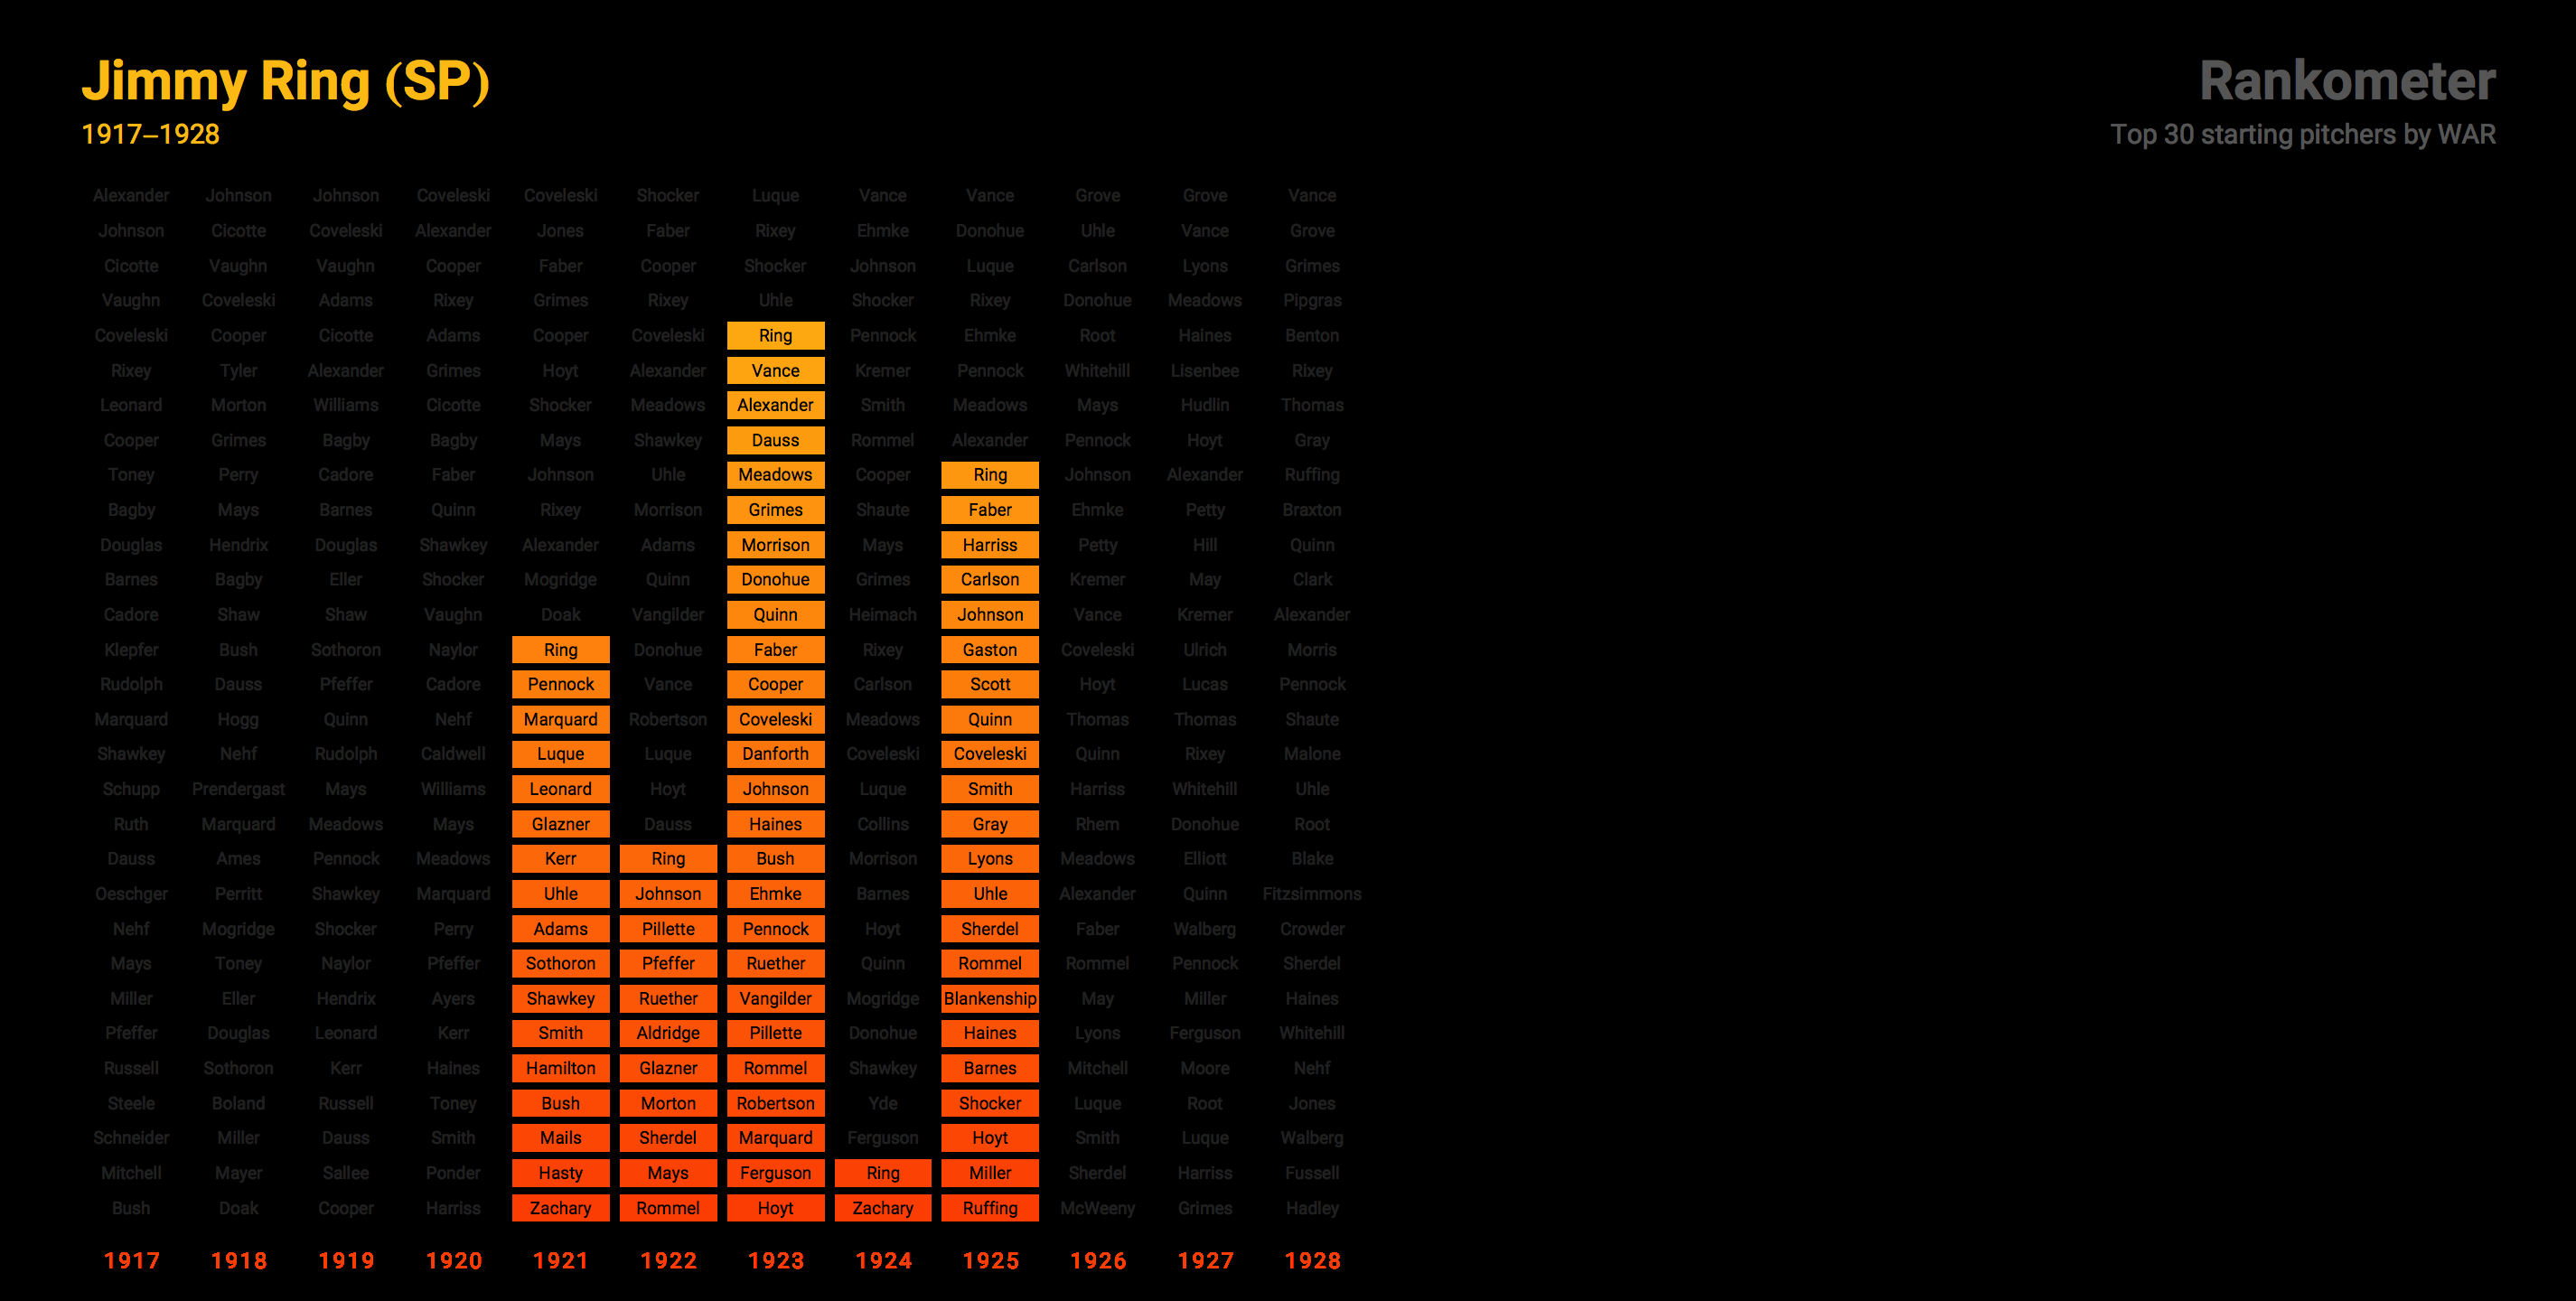 Jimmy Ring (SP)
1917–1928
Rankometer
Top 30 starting pitchers by WAR
Alexander Johnson Johnson Coveleski Coveleski Shocker Luque Vance Vance Grove Grove Vance
Johnson Cicotte Coveleski Alexander Jones Faber Rixey Ehmke Donohue Uhle Vance Grove
Cicotte Vaughn Vaughn Cooper Faber Cooper Shocker Johnson Luque Carlson Lyons Grimes
Vaughn Coveleski Adams Rixey Grimes Rixey Uhle Shocker Rixey Donohue Meadows Pipgras
Coveleski Cooper Cicotte Adams Cooper Coveleski Ring Pennock Ehmke Root Haines Benton
Rixey Tyler Alexander Grimes Hoyt Alexander Vance Kremer Pennock Whitehill Lisenbee Rixey
Leonard Morton Williams Cicotte Shocker Meadows Alexander Smith Meadows Mays Hudlin Thomas
Cooper Grimes Bagby Bagby Mays Shawkey Dauss Rommel Alexander Pennock Hoyt Gray
Toney Perry Cadore Faber Johnson Uhle Meadows Cooper Ring Johnson Alexander Ruffing
Bagby Mays Barnes Quinn Rixey Morrison Grimes Shaute Faber Ehmke Petty Braxton
Douglas Hendrix Douglas Shawkey Alexander Adams Morrison Mays Harriss Petty Hill Quinn
Barnes Bagby Eller Shocker Mogridge Quinn Donohue Grimes Carlson Kremer May Clark
Cadore Shaw Shaw Vaughn Doak Vangilder Quinn Heimach Johnson Vance Kremer Alexander
Klepfer Bush Sothoron Naylor Ring Donohue Faber Rixey Gaston Coveleski Ulrich Morris
Rudolph Dauss Pfeffer Cadore Pennock Vance Cooper Carlson Scott Hoyt Lucas Pennock
Marquard Hogg Quinn Nehf Marquard Robertson Coveleski Meadows Quinn Thomas Thomas Shaute
Shawkey Nehf Rudolph Caldwell Luque Luque Danforth Coveleski Coveleski Quinn Rixey Malone
Schupp Prendergast Mays Williams Leonard Hoyt Johnson Luque Smith Harriss Whitehill Uhle
Ruth Marquard Meadows Mays Glazner Dauss Haines Collins Gray Rhem Donohue Root
Dauss Ames Pennock Meadows Kerr Ring Bush Morrison Lyons Meadows Elliott Blake
Oeschger Perritt Shawkey Marquard Uhle Johnson Ehmke Barnes Uhle Alexander Quinn Fitzsimmons
Nehf Mogridge Shocker Perry Adams Pillette Pennock Hoyt Sherdel Faber Walberg Crowder
Mays Toney Naylor Pfeffer Sothoron Pfeffer Ruether Quinn Rommel Rommel Pennock Sherdel
Miller Eller Hendrix Ayers Shawkey Ruether Vangilder Mogridge Blankenship May Miller Haines
Pfeffer Douglas Leonard Kerr Smith Aldridge Pillette Donohue Haines Lyons Ferguson Whitehill
Russell Sothoron Kerr Haines Hamilton Glazner Rommel Shawkey Barnes Mitchell Moore Nehf
Steele Boland Russell Toney Bush Morton Robertson Yde Shocker Luque Root Jones
Schneider Miller Dauss Smith Mails Sherdel Marquard Ferguson Hoyt Smith Luque Walberg
Mitchell Mayer Sallee Ponder Hasty Mays Ferguson Ring Miller Sherdel Harriss Fussell
Bush Doak Cooper Harriss Zachary Rommel Hoyt Zachary Ruffing McWeeny Grimes Hadley
1917 1918 1919 1920 1921 1922 1923 1924 1925 1926 1927 1928